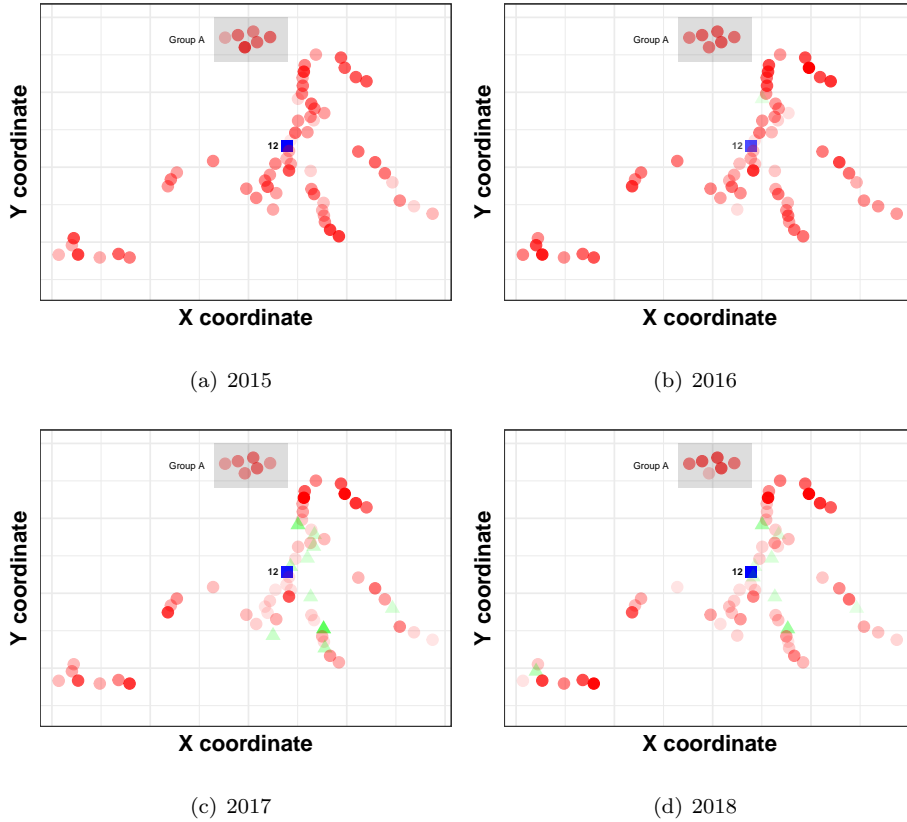 Group A
12
Y coordinate
X coordinate
(a) 2015
Group A
12
Y coordinate
X coordinate
(b) 2016
Group A
12
Y coordinate
X coordinate
(c) 2017
Group A
12
Y coordinate
X coordinate
(d) 2018